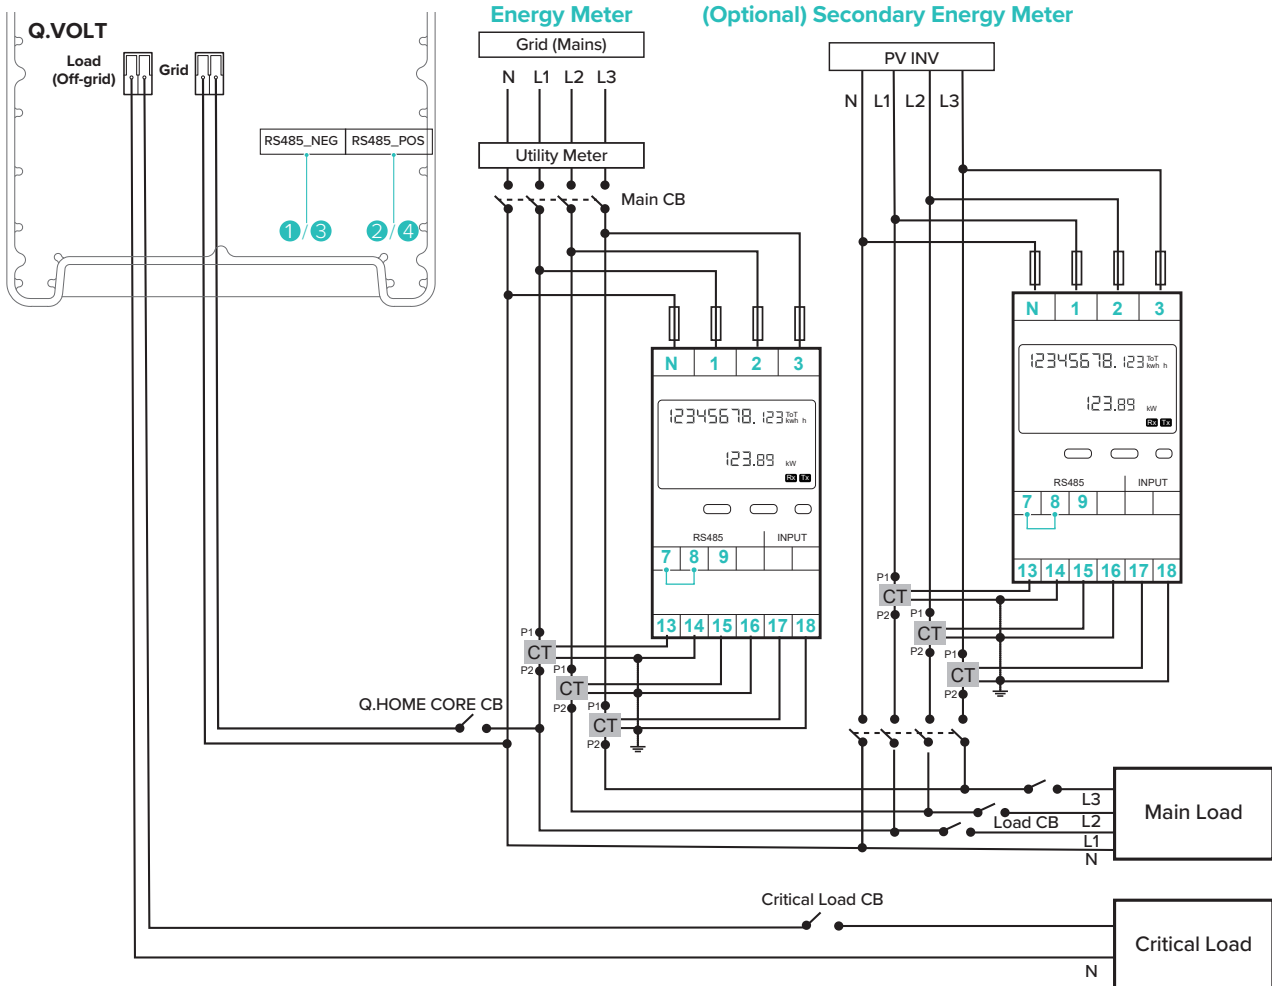 Energy Meter
(Optional) Secondary Energy Meter
Q.VOLT
Load
(Off-grid)
Grid
Grid (Mains)
N L1 L2 L3
PV INV
N L1 L2 L3
RS485_NEG RS485_POS
1 / 3 2 / 4
Utility Meter
Main CB
N 1 2 3
12345678.123 ToT
kwh h
123.89 kW
Rx Tx
RS485 INPUT
7 8 9
13 14 15 16 17 18
N 1 2 3
12345678.123 ToT
kwh h
123.89 kW
Rx Tx
RS485 INPUT
7 8 9
13 14 15 16 17 18
P1
CT
P2
P1
CT
P2
P1
CT
P2
P1
CT
P2
P1
CT
P2
P1
CT
P2
Q.HOME CORE CB
L3
L2
Load CB
L1
N
Main Load
Critical Load CB
Critical Load
N